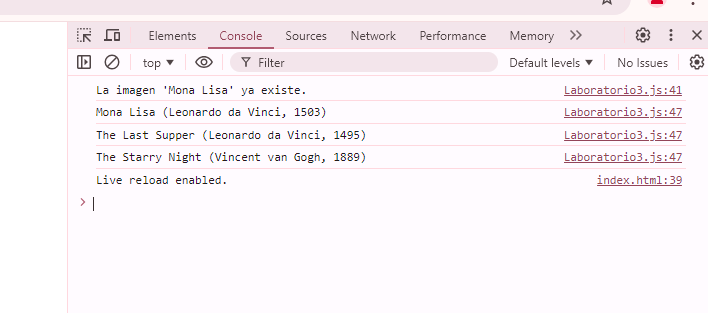 Elements Console Sources Network Performance Memory
top Filter Default levels No Issues
La imagen 'Mona Lisa' ya existe. Laboratorio3.js:41
Mona Lisa (Leonardo da Vinci, 1503) Laboratorio3.js:47
The Last Supper (Leonardo da Vinci, 1495) Laboratorio3.js:47
The Starry Night (Vincent van Gogh, 1889) Laboratorio3.js:47
Live reload enabled. index.html:39